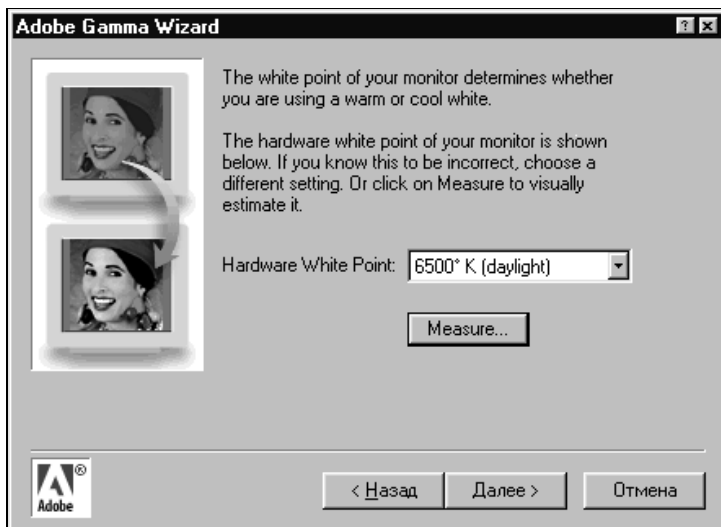 Adobe Gamma Wizard
The white point of your monitor determines whether
you are using a warm or cool white.
The hardware white point of your monitor is shown
below. If you know this to be incorrect, choose a
different setting. Or click on Measure to visually
estimate it.
Hardware White Point: 6500° K (daylight)
Measure...
Adobe ®
< Назад Далее > Отмена